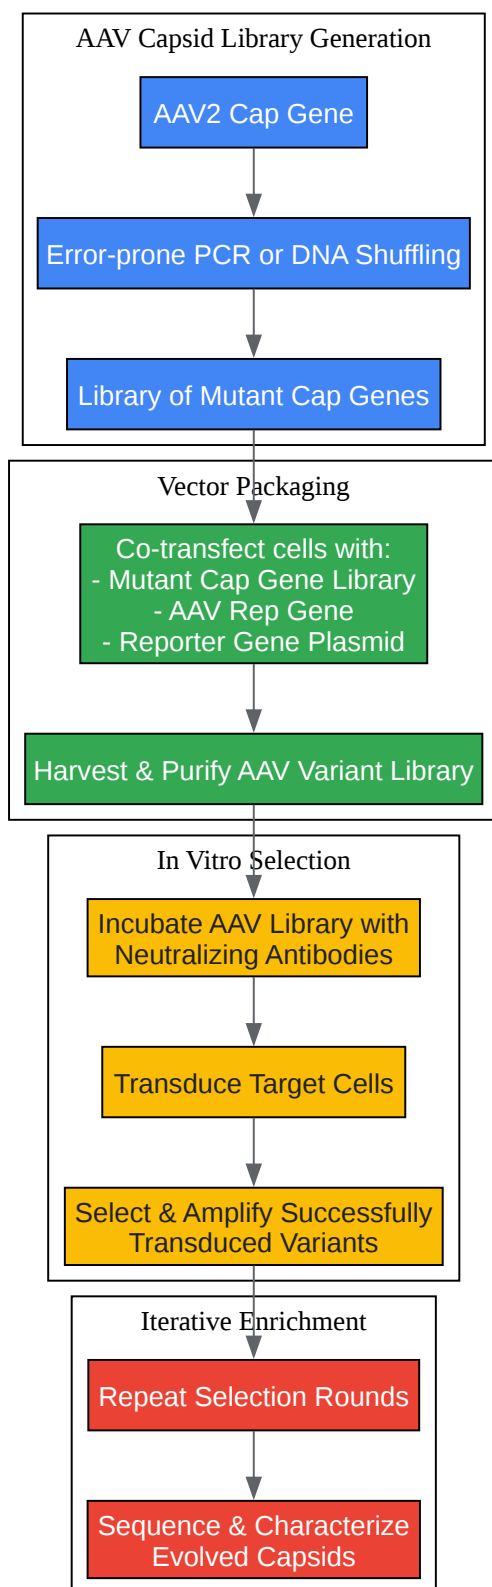 AAV Capsid Library Generation
AAV2 Cap Gene
Error-prone PCR or DNA Shuffling
Library of Mutant Cap Genes
Vector Packaging
Co-transfect cells with:
- Mutant Cap Gene Library
- AAV Rep Gene
- Reporter Gene Plasmid
Harvest & Purify AAV Variant Library
In Vitro Selection
Incubate AAV Library with
Neutralizing Antibodies
Transduce Target Cells
Select & Amplify Successfully
Transduced Variants
Iterative Enrichment
Repeat Selection Rounds
Sequence & Characterize
Evolved Capsids